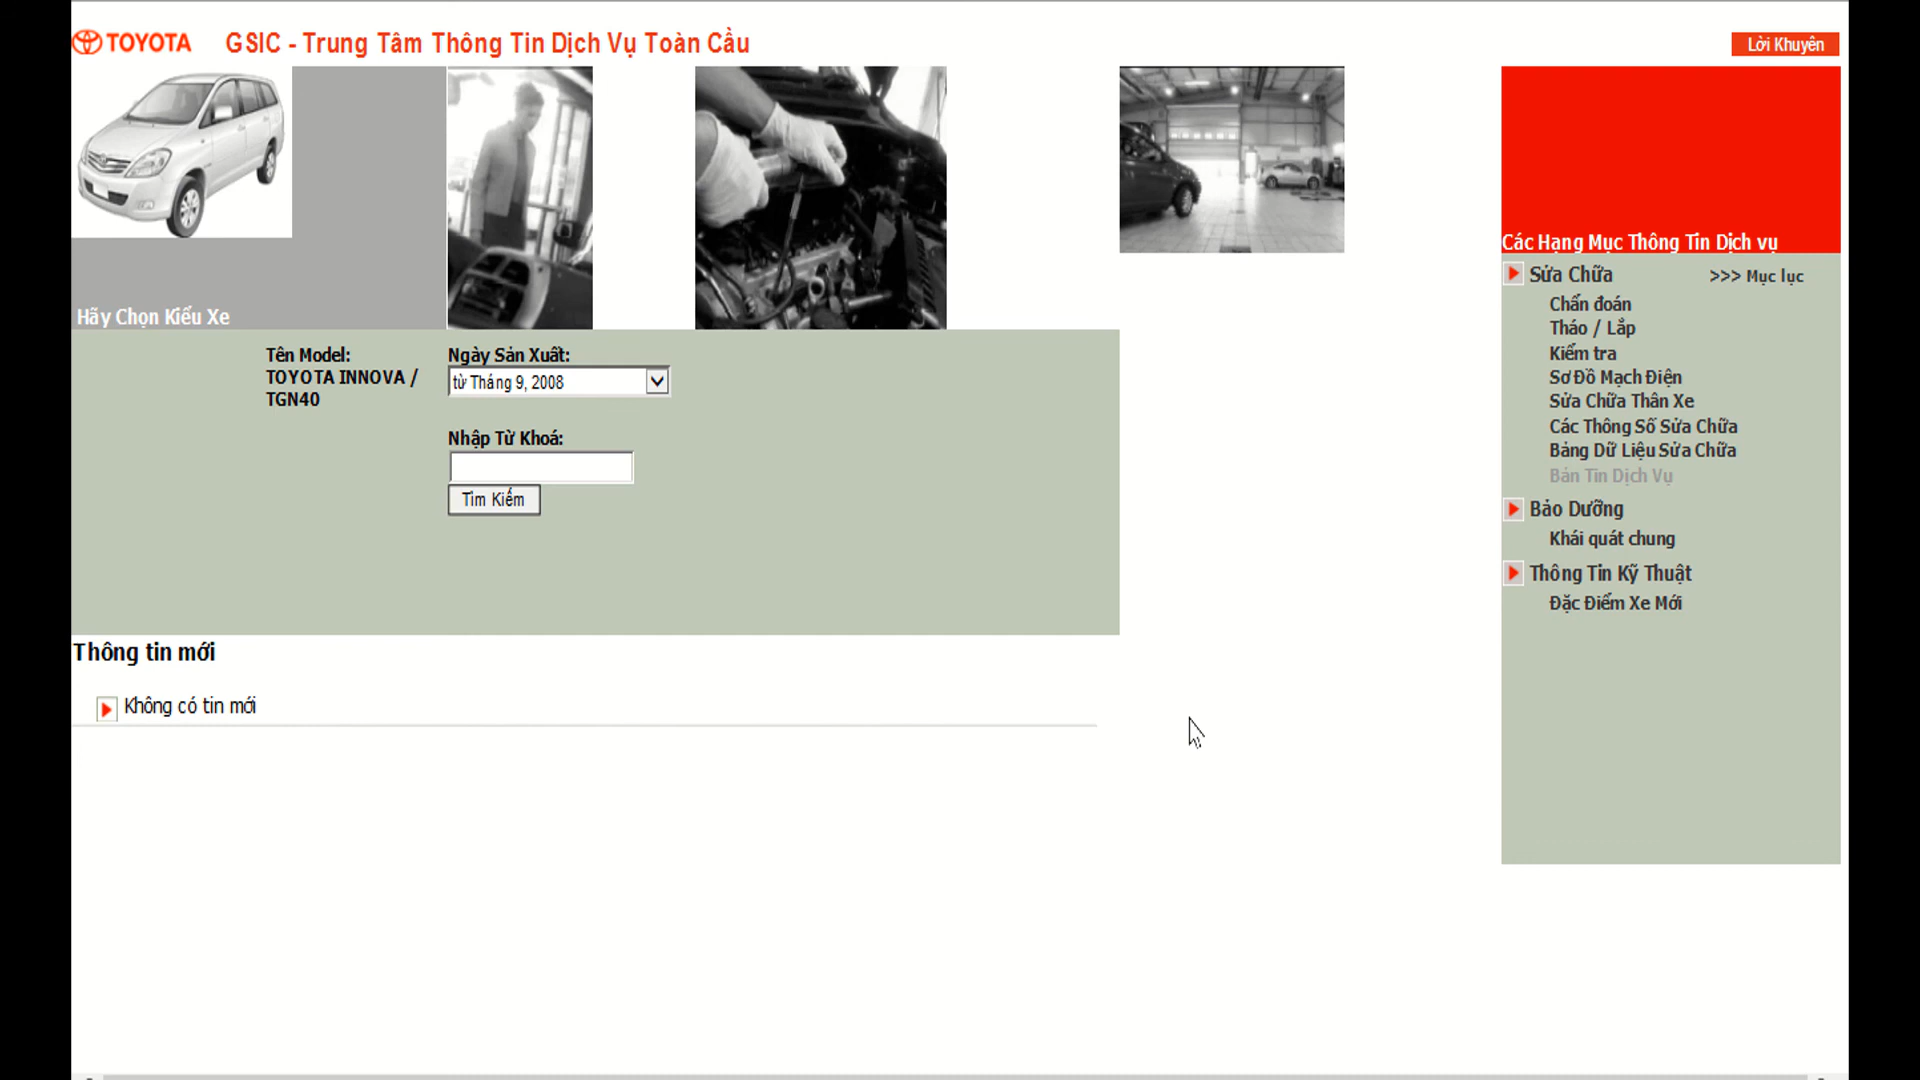 TOYOTA GSIC - Trung Tâm Thông Tin Dịch Vụ Toàn Cầu
Lời Khuyên
Hãy Chọn Kiểu Xe
Tên Model:
TOYOTA INNOVA /
TGN40
Ngày Sản Xuất:
từ Tháng 9, 2008
Nhập Từ Khoá:
Tìm Kiếm
Thông tin mới
Không có tin mới
Các Hạng Mục Thông Tin Dịch vụ
Sửa Chữa >>> Mục lục
Chẩn đoán
Tháo / Lắp
Kiểm tra
Sơ Đồ Mạch Điện
Sửa Chữa Thân Xe
Các Thông Số Sửa Chữa
Bảng Dữ Liệu Sửa Chữa
Bản Tin Dịch Vụ
Bảo Dưỡng
Khái quát chung
Thông Tin Kỹ Thuật
Đặc Điểm Xe Mới